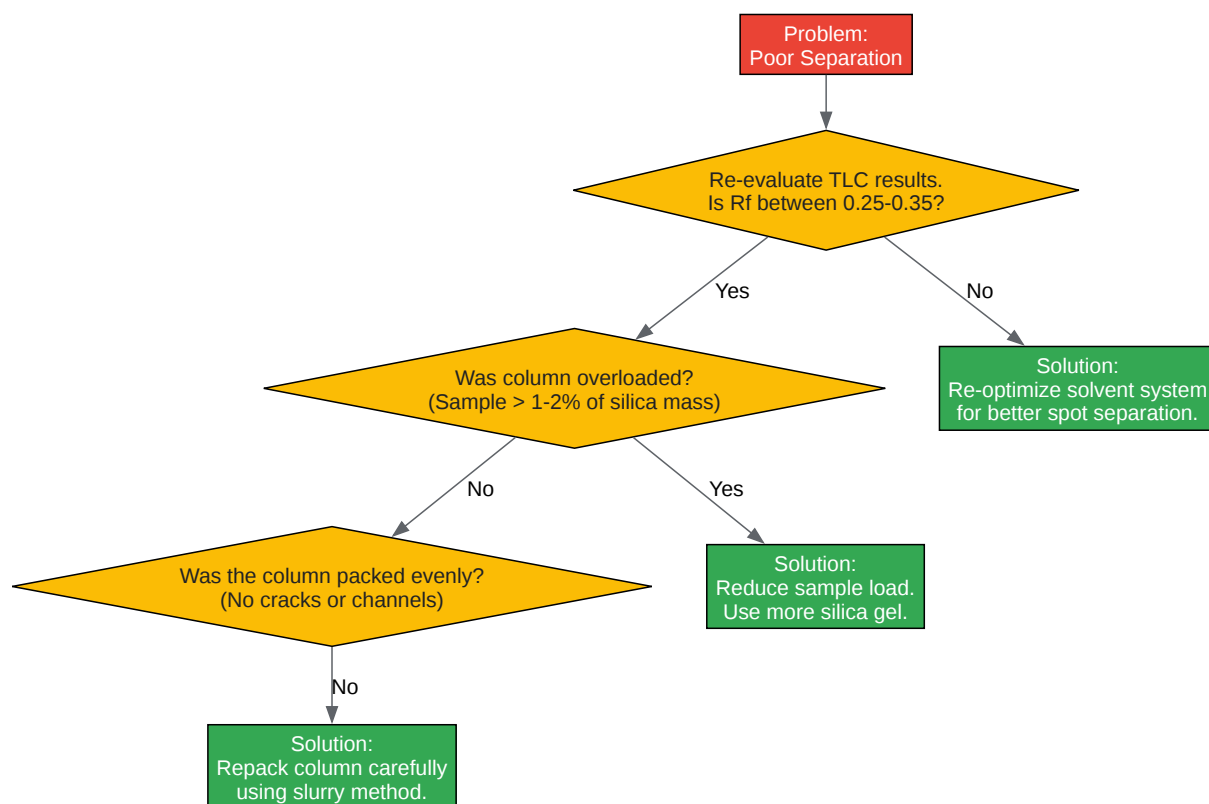 Problem:
Poor Separation
Re-evaluate TLC results.
Is Rf between 0.25-0.35?
Yes
No
Was column overloaded?
(Sample > 1-2% of silica mass)
Solution:
Re-optimize solvent system
for better spot separation.
No
Yes
Was the column packed evenly?
(No cracks or channels)
Solution:
Reduce sample load.
Use more silica gel.
No
Solution:
Repack column carefully
using slurry method.